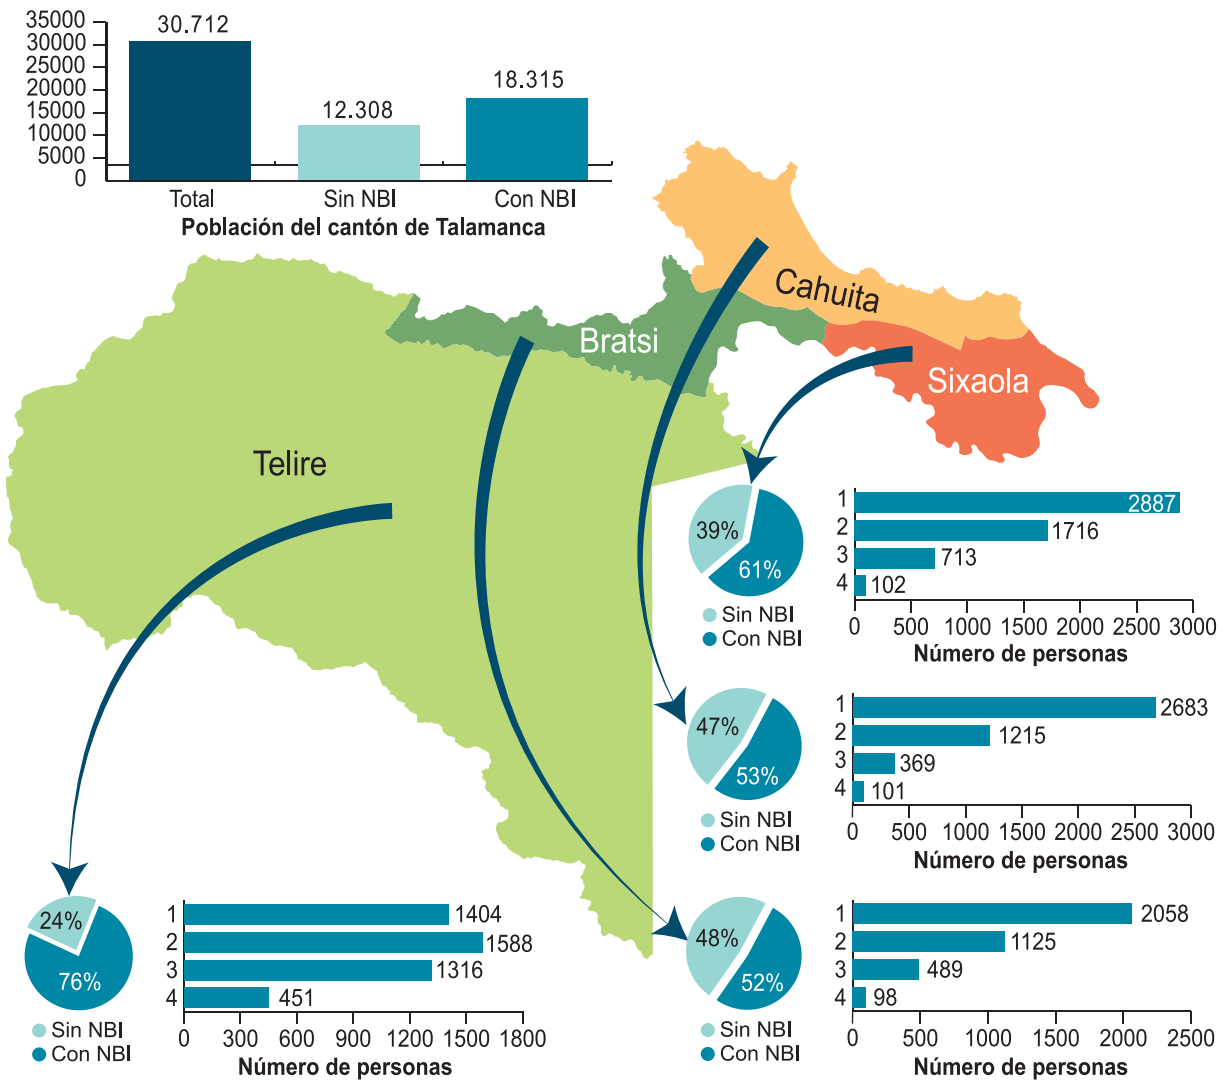 35000
30000
25000
20000
15000
10000
5000
0
30.712
12.308
18.315
Total
Sin NBI
Con NBI
Población del cantón de Talamanca
Cahuita
Bratsi
Sixaola
Telire
39%
61%
Sin NBI
Con NBI
1 2887
2 1716
3 713
4 102
0 500 1000 1500 2000 2500 3000
Número de personas
47%
53%
Sin NBI
Con NBI
1 2683
2 1215
3 369
4 101
0 500 1000 1500 2000 2500 3000
Número de personas
24%
76%
Sin NBI
Con NBI
1 1404
2 1588
3 1316
4 451
0 300 600 900 1200 1500 1800
Número de personas
48%
52%
Sin NBI
Con NBI
1 2058
2 1125
3 489
4 98
0 500 1000 1500 2000 2500
Número de personas